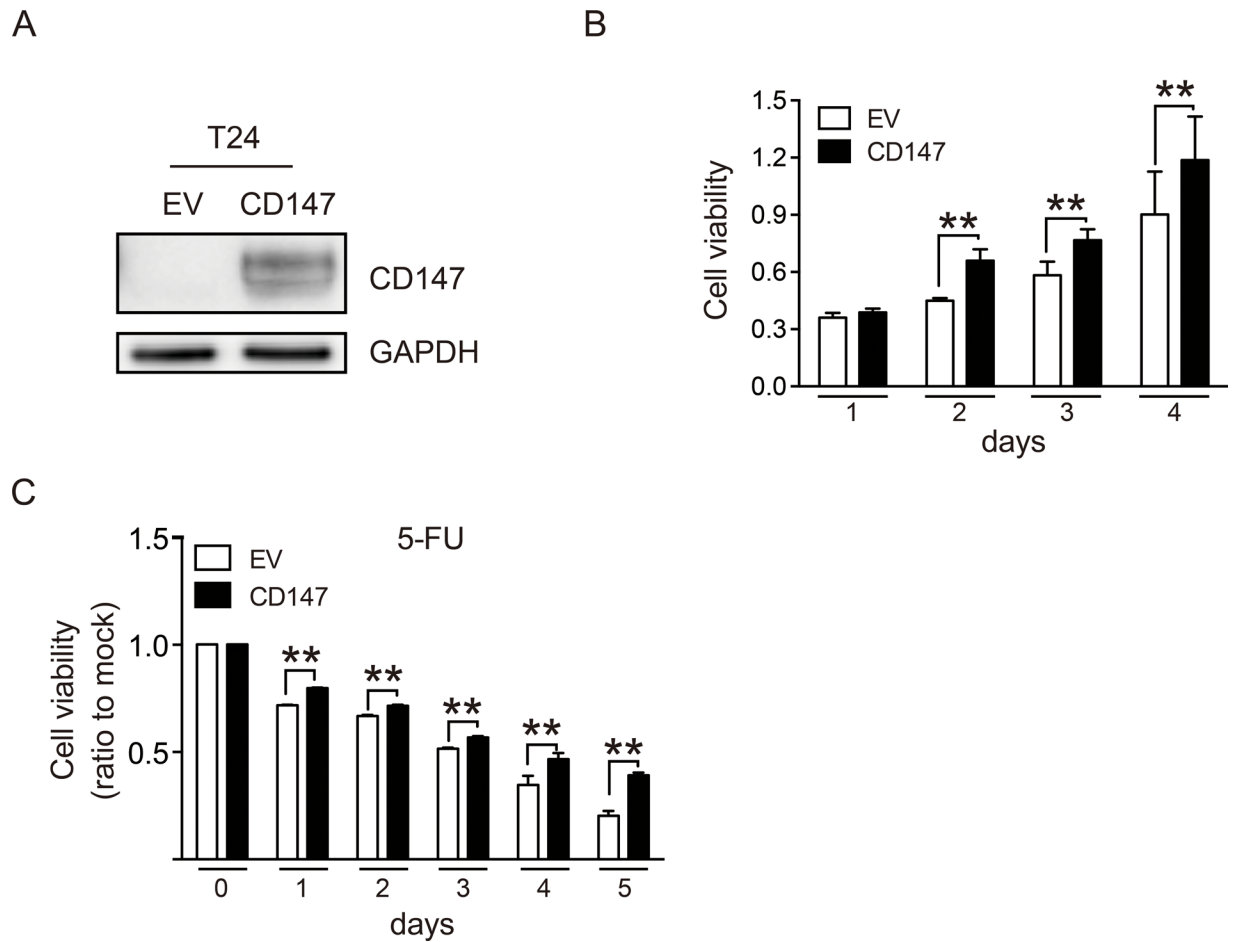 A
T24
EV CD147
CD147
GAPDH
B
EV
CD147
**
**
**
**
Cell viability
1.5
1.2
0.9
0.6
0.3
0.0
1 2 3 4
days
C
5-FU
EV
CD147
**
**
**
**
**
Cell viability
(ratio to mock)
1.5
1.0
0.5
0 1 2 3 4 5
days